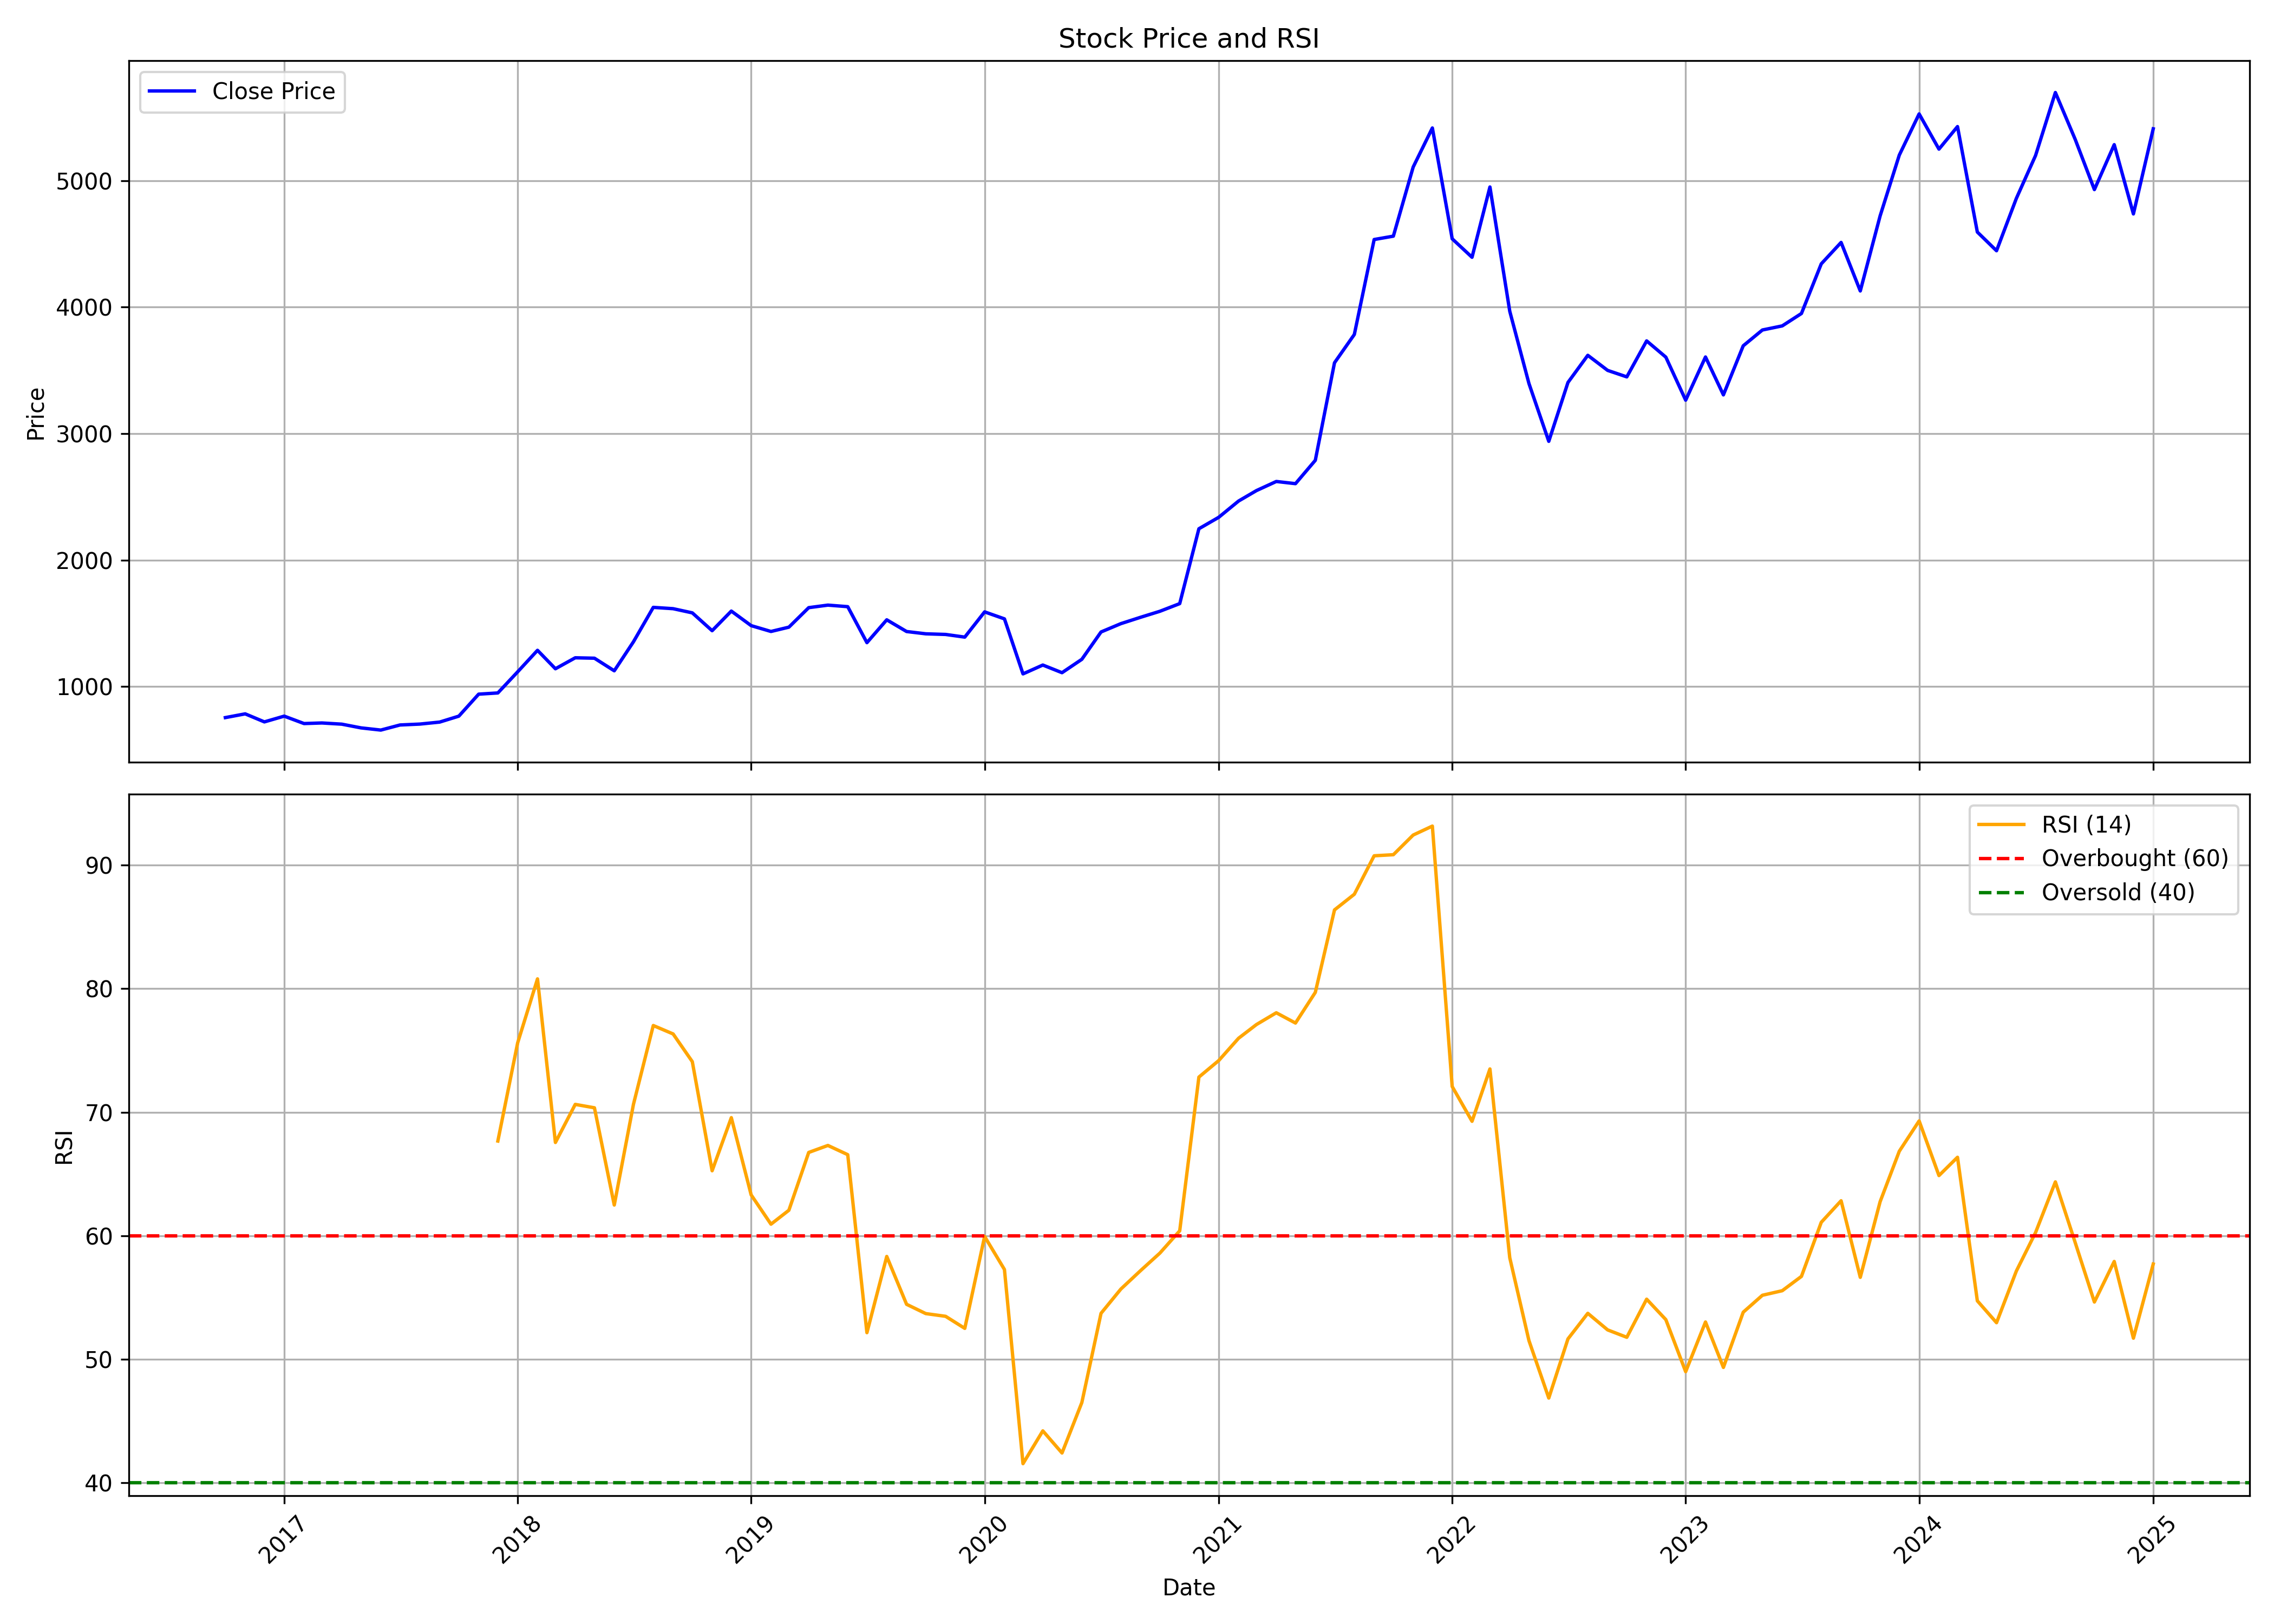 Stock Price and RSI
Close Price
5000
4000
3000
2000
1000
Price
RSI (14)
Overbought (60)
Oversold (40)
90
80
70
60
50
40
RSI
2017 2018 2019 2020 2021 2022 2023 2024 2025
Date